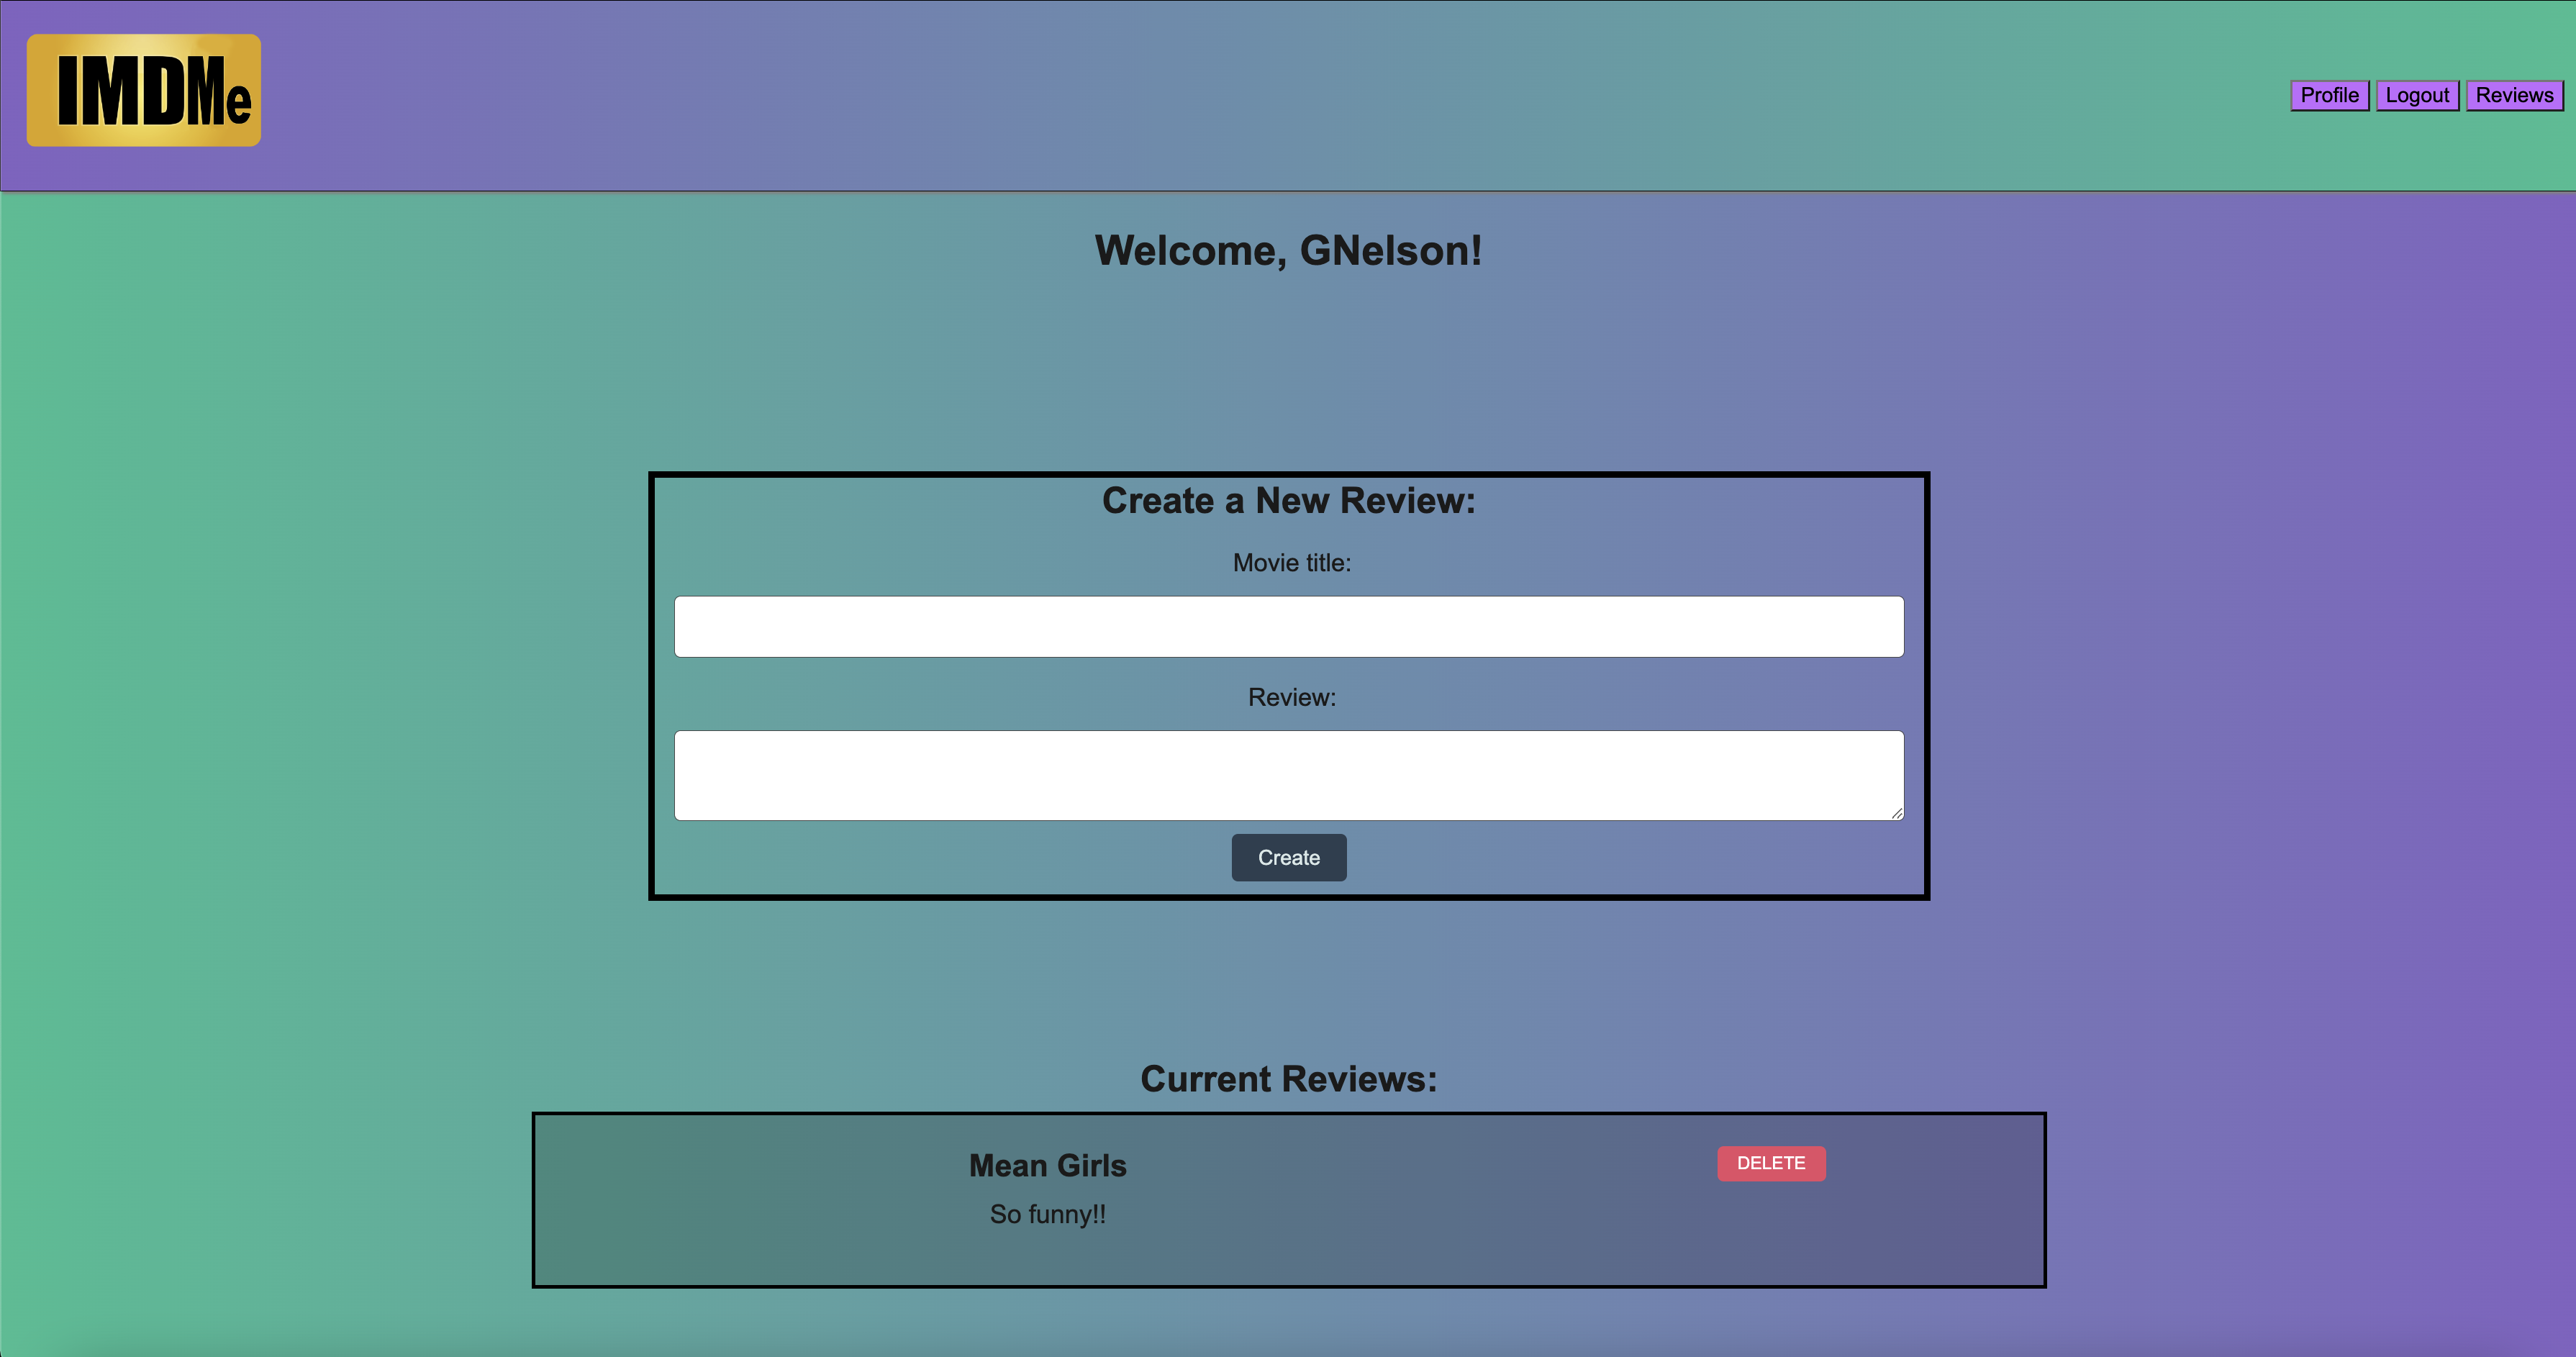 IMDMe
Profile Logout Reviews
Welcome, GNelson!
Create a New Review:
Movie title:
Review:
Create
Current Reviews:
Mean Girls
DELETE
So funny!!